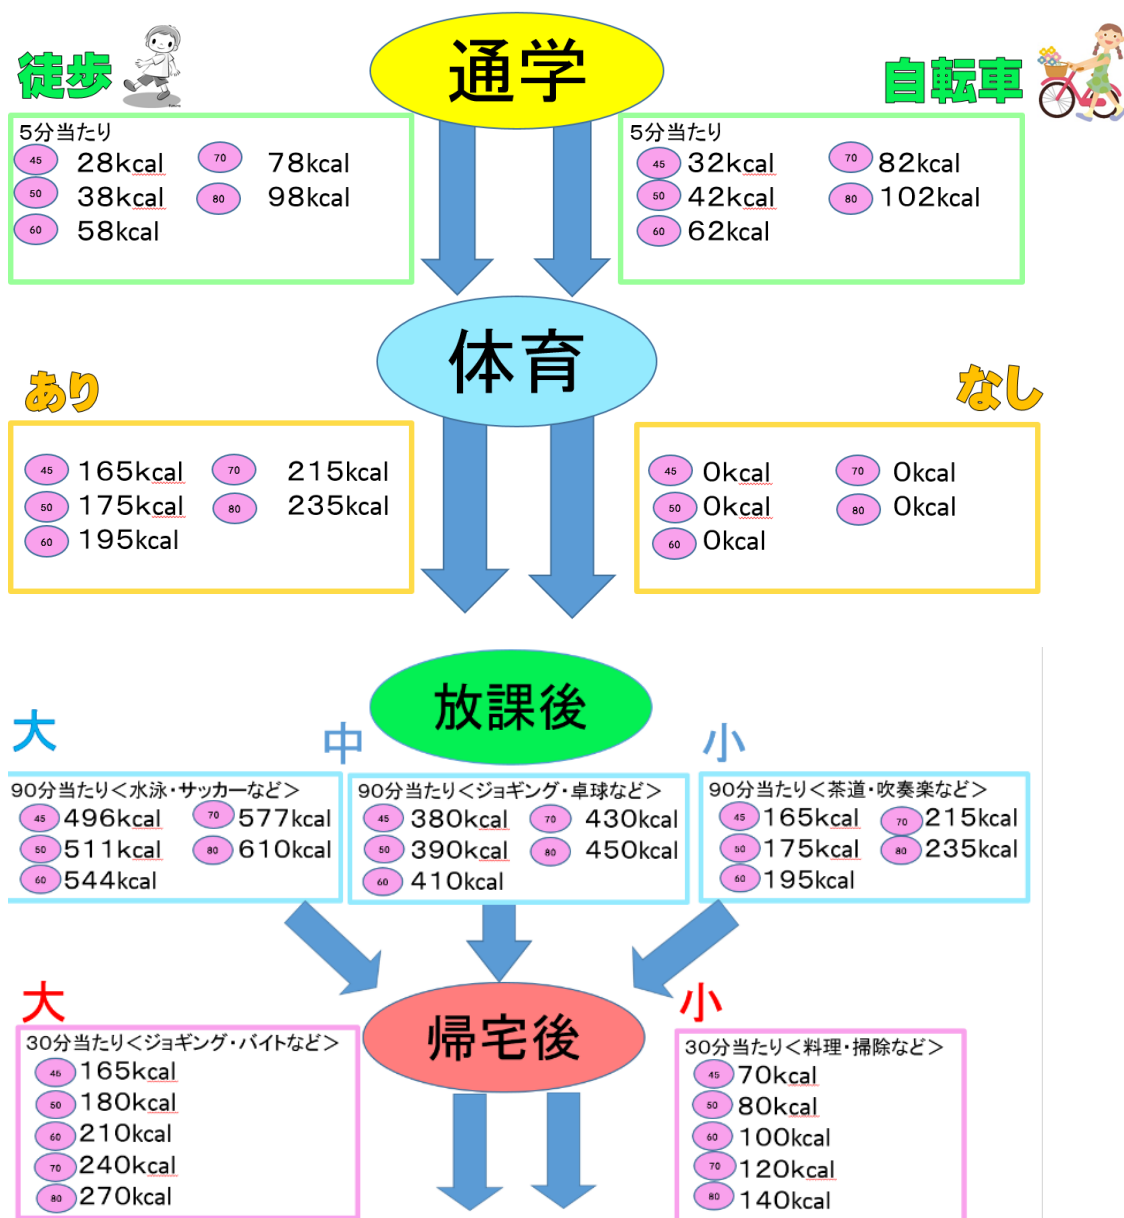 通学
徒歩
自転車
5分当たり
45 28kcal 70 78kcal
50 38kcal 80 98kcal
60 58kcal
5分当たり
45 32kcal 70 82kcal
50 42kcal 80 102kcal
60 62kcal
体育
あり
なし
45 165kcal 70 215kcal
50 175kcal 80 235kcal
60 195kcal
45 0kcal 70 0kcal
50 0kcal 80 0kcal
60 0kcal
放課後
大
中
小
90分当たり<水泳・サッカーなど>
45 496kcal 70 577kcal
50 511kcal 80 610kcal
60 544kcal
90分当たり<ジョギング・卓球など>
45 380kcal 70 430kcal
50 390kcal 80 450kcal
60 410kcal
90分当たり<茶道・吹奏楽など>
45 165kcal 70 215kcal
50 175kcal 80 235kcal
60 195kcal
帰宅後
大
小
30分当たり<ジョギング・バイトなど>
45 165kcal
50 180kcal
60 210kcal
70 240kcal
80 270kcal
30分当たり<料理・掃除など>
45 70kcal
50 80kcal
60 100kcal
70 120kcal
80 140kcal